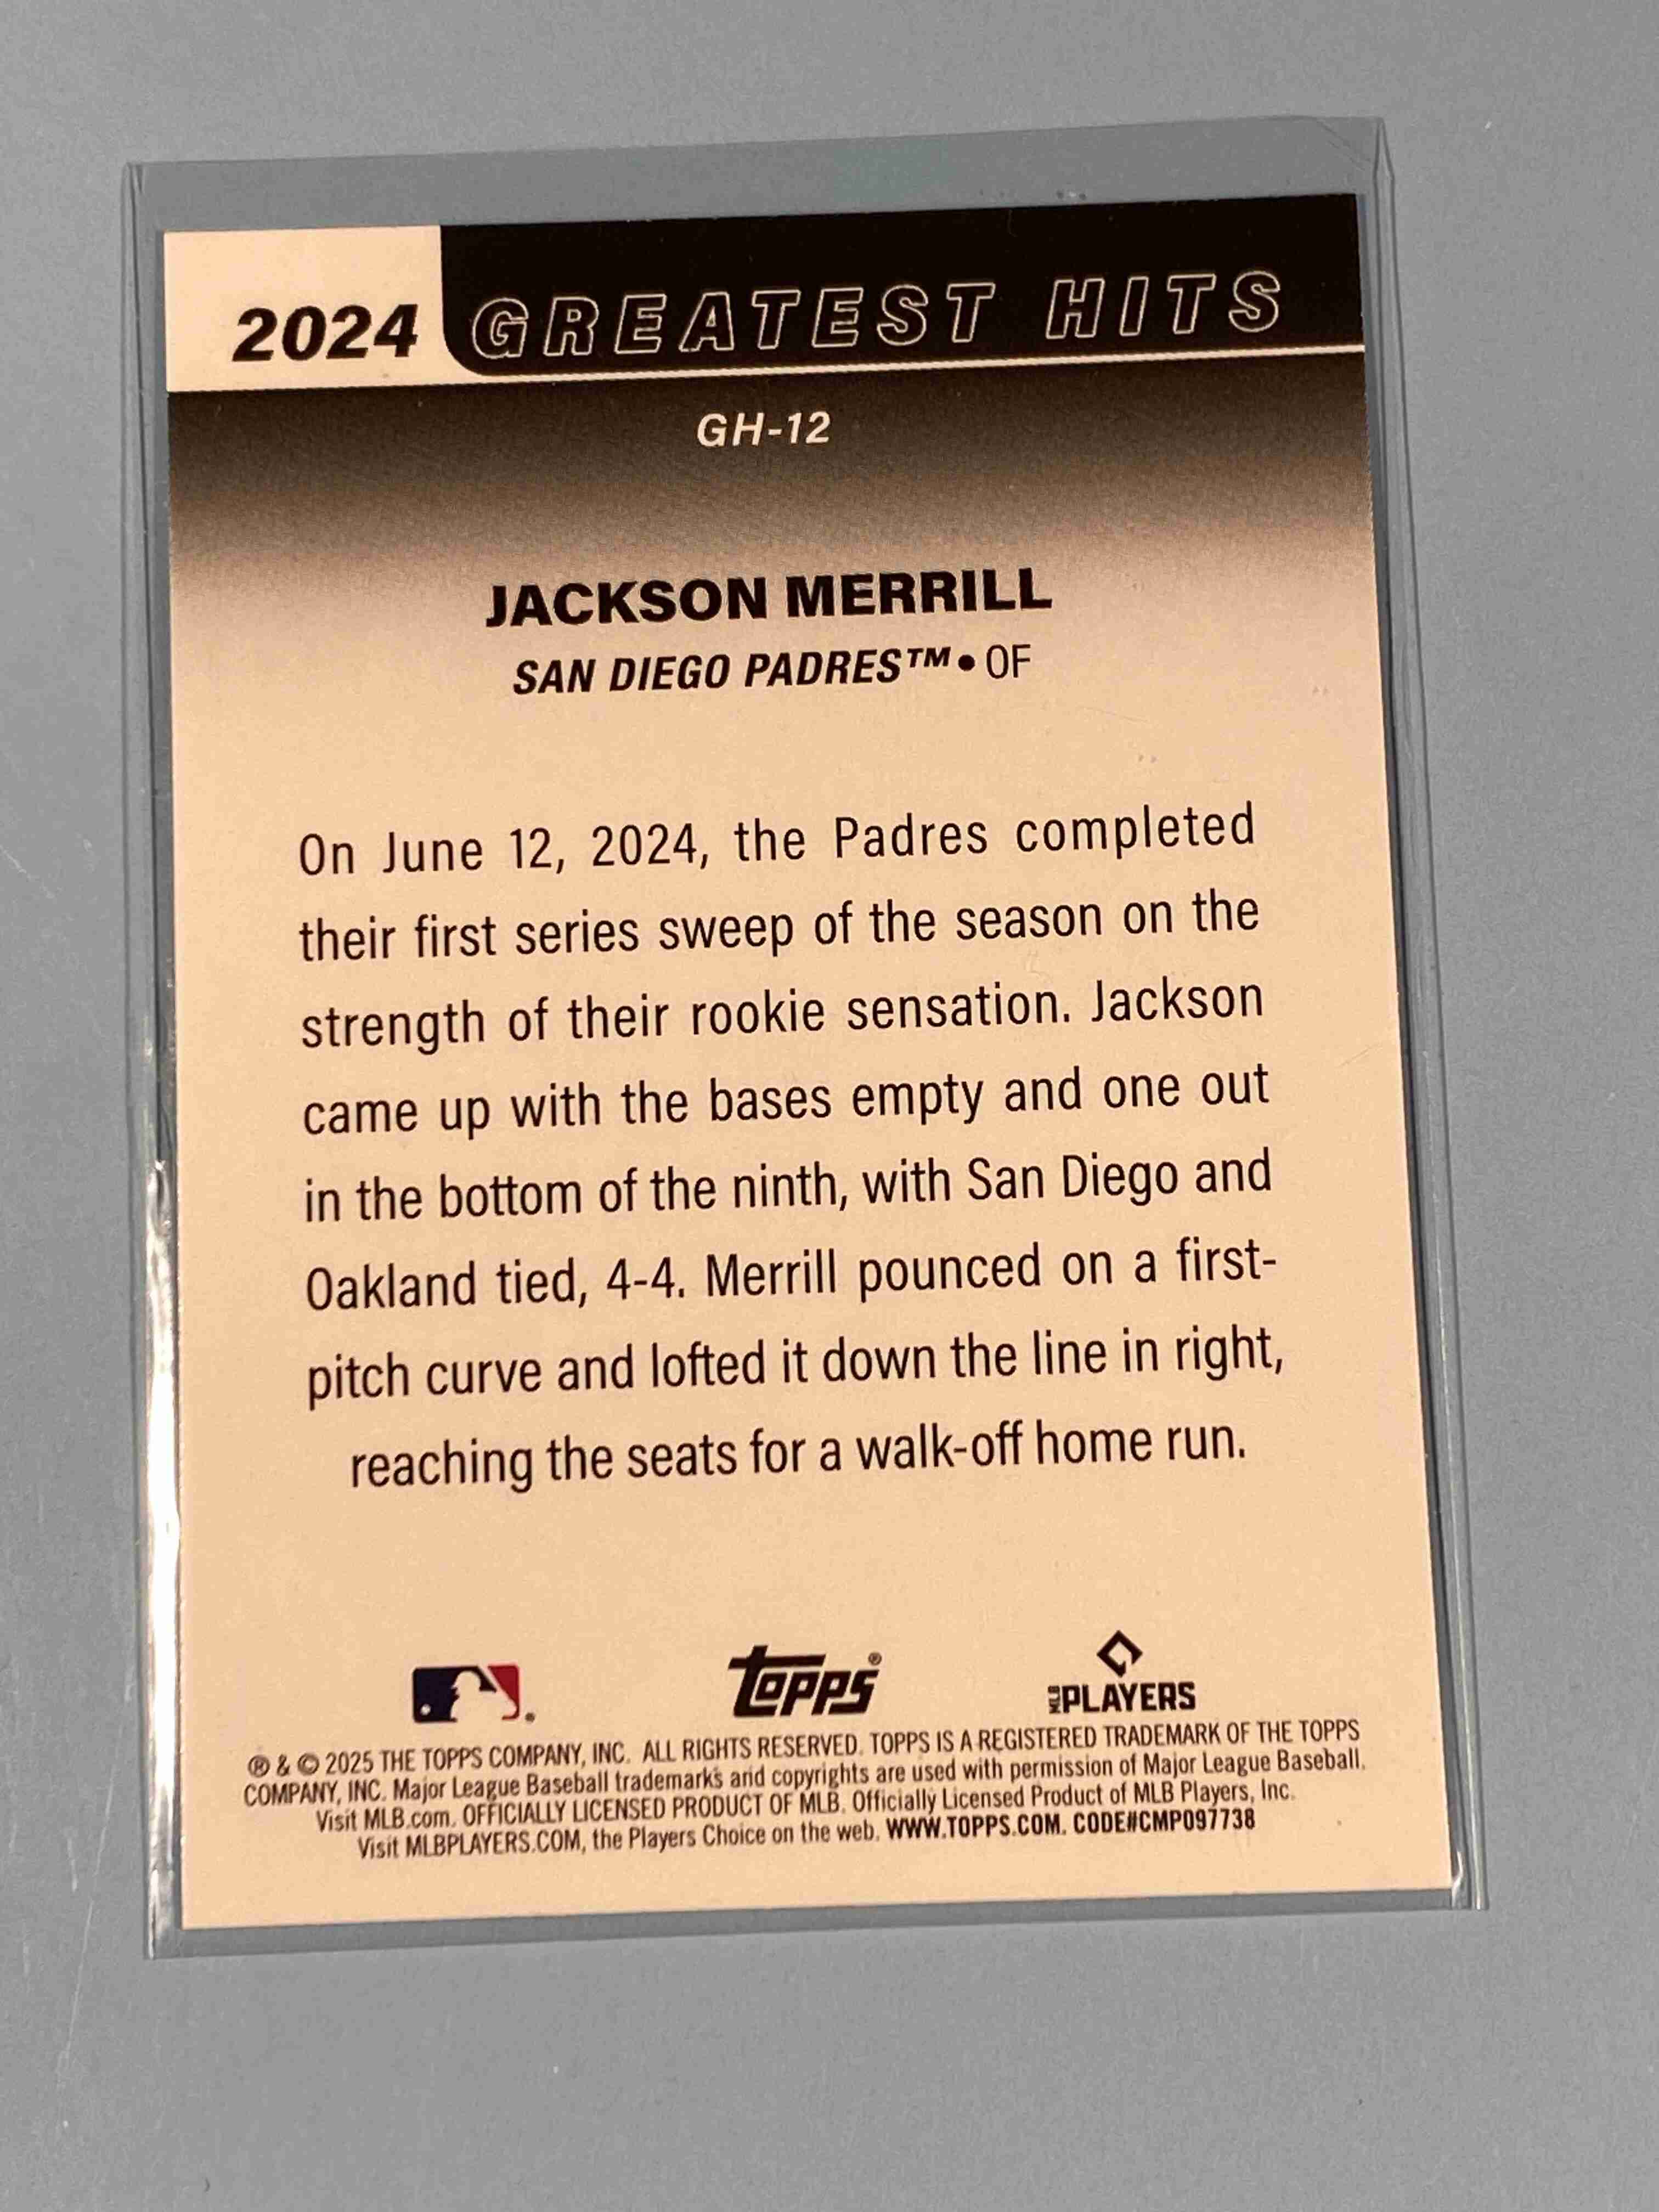 2024 GREATEST HITS
GH-12
JACKSON MERRILL
SAN DIEGO PADRES™ • OF
On June 12, 2024, the Padres completed
their first series sweep of the season on the
strength of their rookie sensation. Jackson
came up with the bases empty and one out
in the bottom of the ninth, with San Diego and
Oakland tied, 4-4. Merrill pounced on a first-
pitch curve and lofted it down the line in right,
reaching the seats for a walk-off home run.
topps® MLB PLAYERS
® & © 2025 THE TOPPS COMPANY, INC. ALL RIGHTS RESERVED. TOPPS IS A REGISTERED TRADEMARK OF THE TOPPS
COMPANY, INC. Major League Baseball trademarks and copyrights are used with permission of Major League Baseball.
Visit MLB.com. OFFICIALLY LICENSED PRODUCT OF MLB. Officially Licensed Product of MLB Players, Inc.
Visit MLBPLAYERS.COM, the Players Choice on the web. WWW.TOPPS.COM. CODE#CMP097738